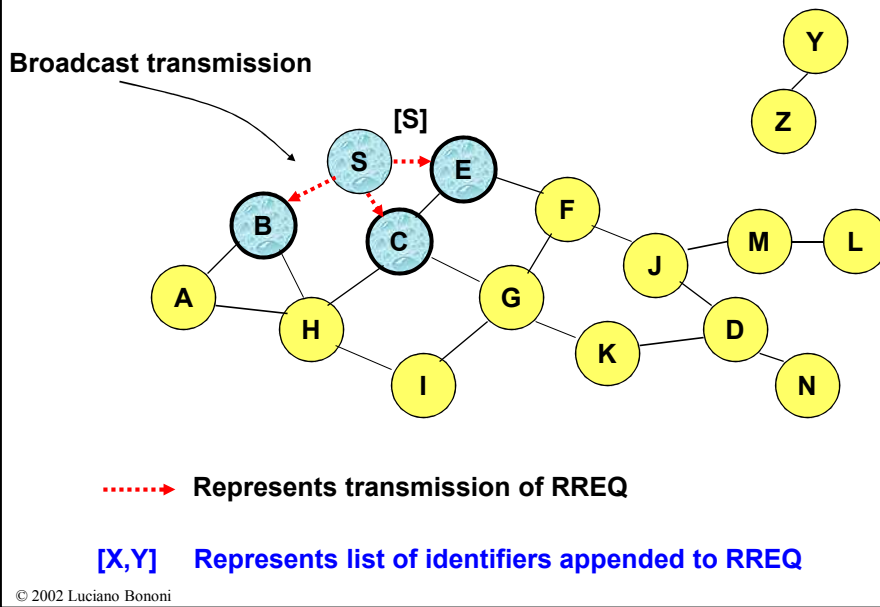 Y
Broadcast transmission
[S]
Z
S
E
F
B
C
M
L
J
A
G
H
D
K
I
N
Represents transmission of RREQ
[X,Y] Represents list of identifiers appended to RREQ
© 2002 Luciano Bononi